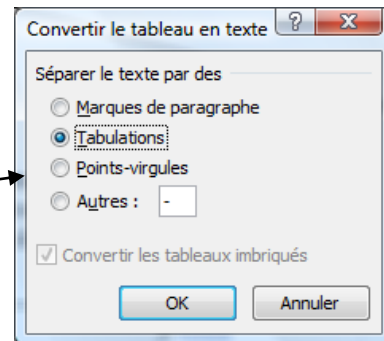 Convertir le tableau en texte ? X
Séparer le texte par des
Marques de paragraphe
Tabulations
Points-virgules
Autres : -
Convertir les tableaux imbriqués
OK Annuler